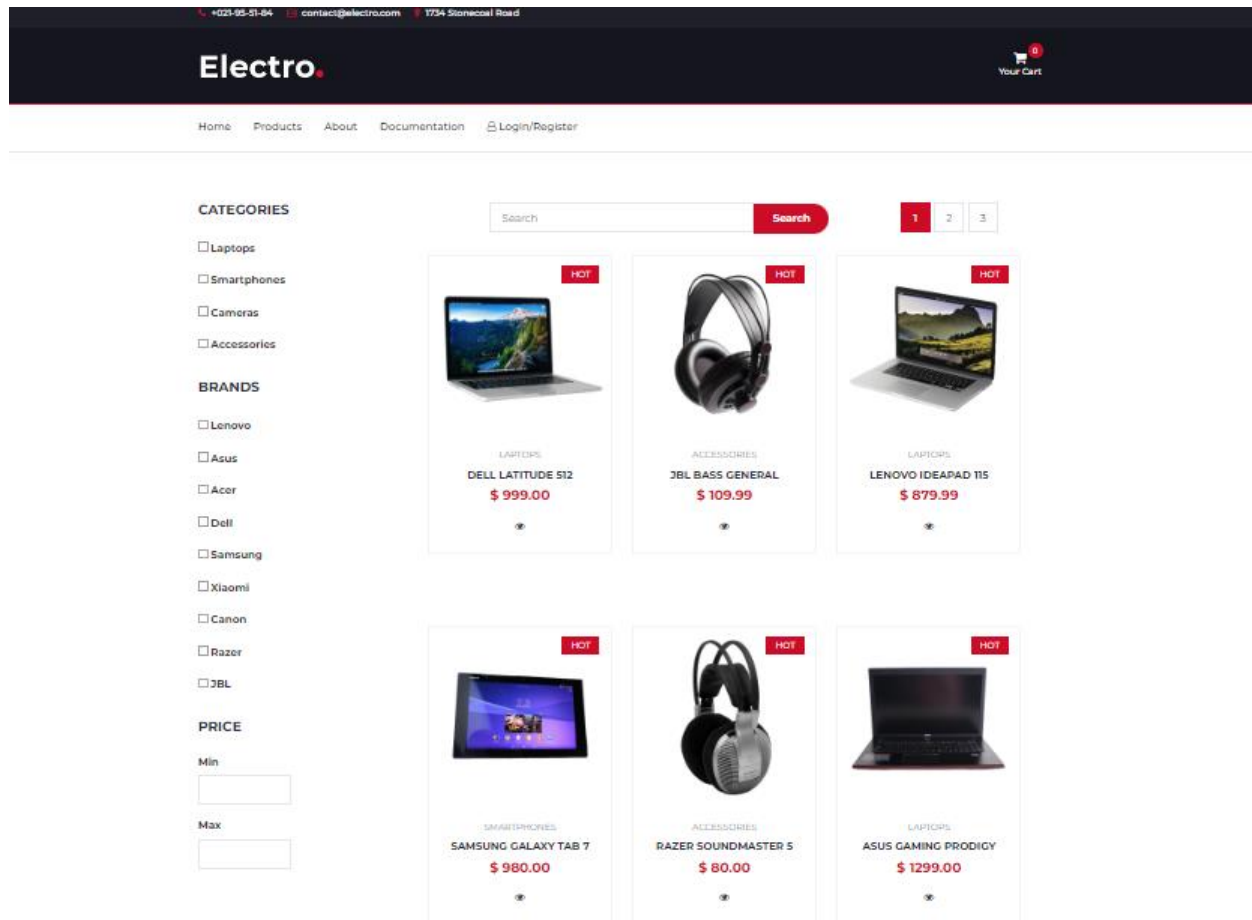 +021-95-51-84 contact@electro.com 1734 Stonecoal Road
Electro.
0
Your Cart
Home Products About Documentation Login/Register
CATEGORIES
Laptops
Smartphones
Cameras
Accessories
BRANDS
Lenovo
Asus
Acer
Dell
Samsung
Xiaomi
Canon
Razer
JBL
PRICE
Min
Max
Search Search 1 2 3
HOT HOT HOT
LAPTOPS ACCESSORIES LAPTOPS
DELL LATITUDE 512 JBL BASS GENERAL LENOVO IDEAPAD 115
$ 999.00 $ 109.99 $ 879.99
HOT HOT HOT
SMARTPHONES ACCESSORIES LAPTOPS
SAMSUNG GALAXY TAB 7 RAZER SOUNDMASTER 5 ASUS GAMING PRODIGY
$ 980.00 $ 80.00 $ 1299.00